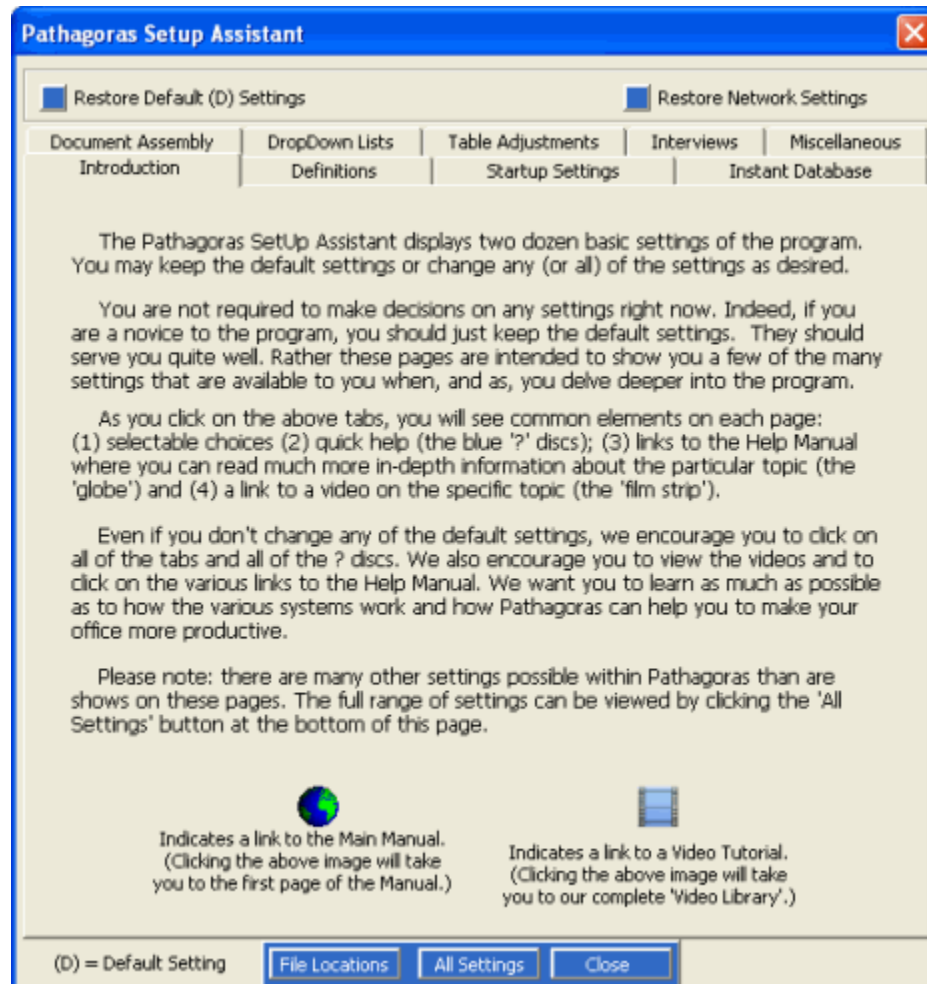 Pathagoras Setup Assistant
Restore Default (D) Settings
Restore Network Settings
Document Assembly
DropDown Lists
Table Adjustments
Interviews
Miscellaneous
Introduction
Definitions
Startup Settings
Instant Database
The Pathagoras SetUp Assistant displays two dozen basic settings of the program.
You may keep the default settings or change any (or all) of the settings as desired.
You are not required to make decisions on any settings right now. Indeed, if you
are a novice to the program, you should just keep the default settings. They should
serve you quite well. Rather these pages are intended to show you a few of the many
settings that are available to you when, and as, you delve deeper into the program.
As you click on the above tabs, you will see common elements on each page:
(1) selectable choices (2) quick help (the blue '?' discs); (3) links to the Help Manual
where you can read much more in-depth information about the particular topic (the
'globe') and (4) a link to a video on the specific topic (the 'film strip').
Even if you don't change any of the default settings, we encourage you to click on
all of the tabs and all of the ? discs. We also encourage you to view the videos and to
click on the various links to the Help Manual. We want you to learn as much as possible
as to how the various systems work and how Pathagoras can help you to make your
office more productive.
Please note: there are many other settings possible within Pathagoras than are
shows on these pages. The full range of settings can be viewed by clicking the 'All
Settings' button at the bottom of this page.
Indicates a link to the Main Manual.
(Clicking the above image will take
you to the first page of the Manual.)
Indicates a link to a Video Tutorial.
(Clicking the above image will take
you to our complete 'Video Library'.)
(D) = Default Setting
File Locations
All Settings
Close